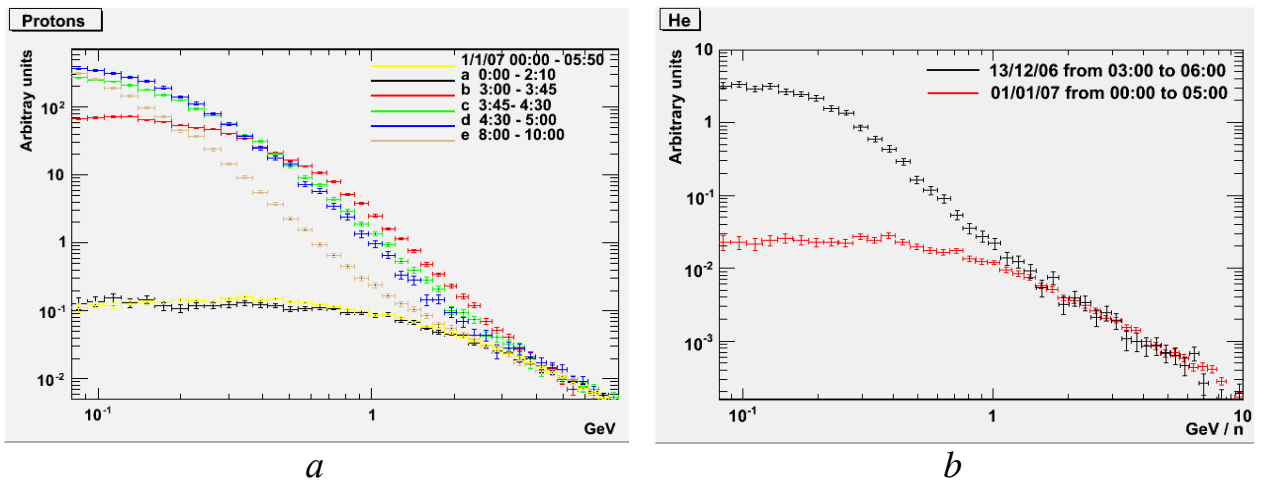 Protons
Arbitray units
1/1/07 00:00 - 05:50
a 0:00 - 2:10
b 3:00 - 3:45
c 3:45- 4:30
d 4:30 - 5:00
e 8:00 - 10:00
10²
10
1
10⁻¹
10⁻²
10⁻¹ 1
GeV
a
He
Arbitrary units
13/12/06 from 03:00 to 06:00
01/01/07 from 00:00 to 05:00
10
1
10⁻¹
10⁻²
10⁻³
10⁻¹ 1 10
GeV / n
b